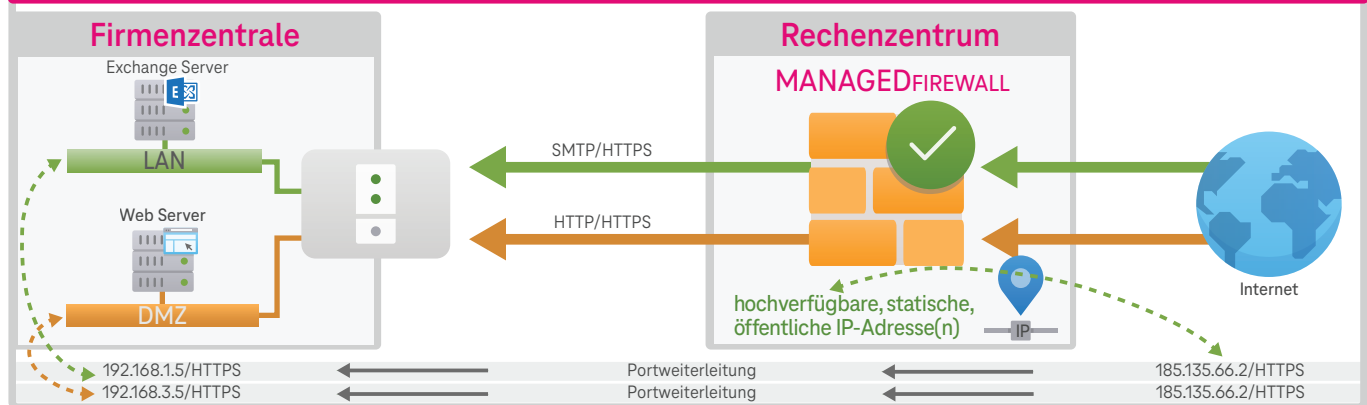 Firmenzentrale
Exchange Server
E
LAN
Web Server
DMZ
SMTP/HTTPS
HTTP/HTTPS
Rechenzentrum
MANAGEDFIREWALL
hochverfügbare, statische,
öffentliche IP-Adresse(n)
IP
Internet
192.168.1.5/HTTPS Portweiterleitung 185.135.66.2/HTTPS
192.168.3.5/HTTPS Portweiterleitung 185.135.66.2/HTTPS